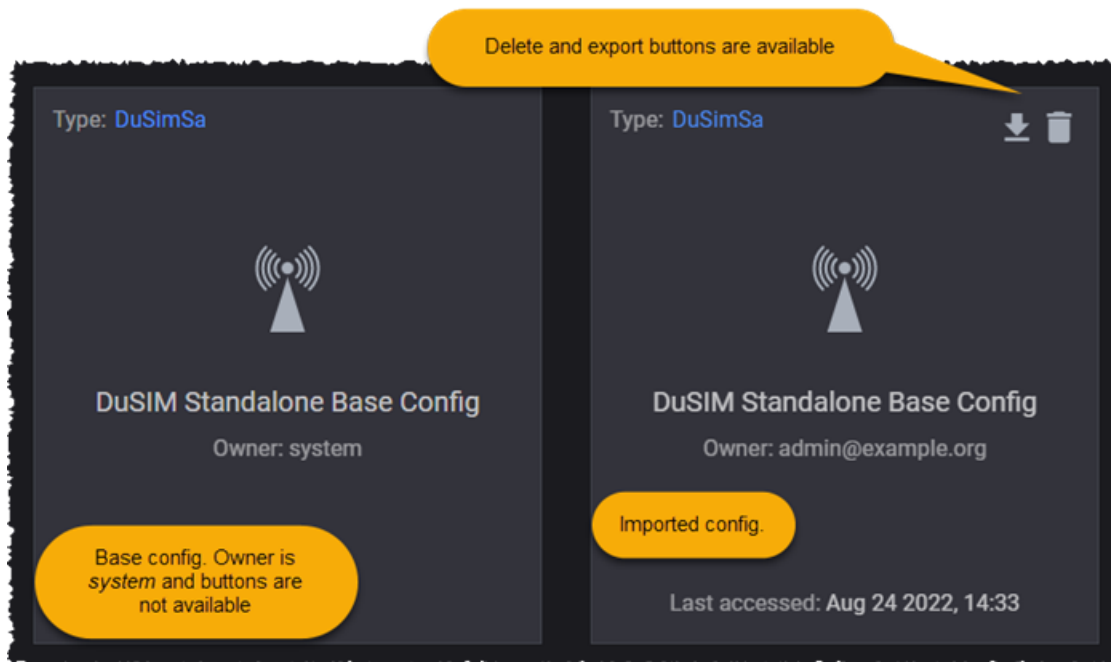 Delete and export buttons are available
Type: DuSimSa
DuSIM Standalone Base Config
Owner: system
Base config. Owner is
system and buttons are
not available
Type: DuSimSa
DuSIM Standalone Base Config
Owner: admin@example.org
Imported config.
Last accessed: Aug 24 2022, 14:33